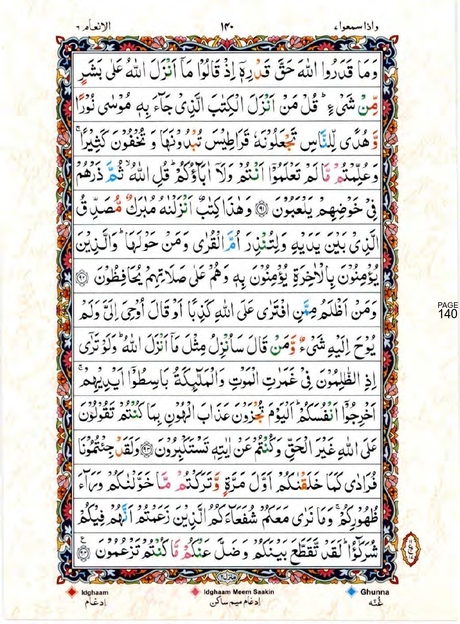 واذا سمعوا ٧ ١٤٠ الانعام ٦
وَمَا قَدَرُوا اللّٰهَ حَقَّ قَدْرِهٖۤ اِذْ قَالُوْا مَاۤ اَنْزَلَ اللّٰهُ عَلٰى بَشَرٍ
مِّنْ شَیْءٍ ؕ قُلْ مَنْ اَنْزَلَ الْكِتٰبَ الَّذِیْ جَآءَ بِهٖ مُوْسٰى نُوْرًا
وَّهُدًى لِّلنَّاسِ تَجْعَلُوْنَهٗ قَرَاطِیْسَ تُبْدُوْنَهَا وَ تُخْفُوْنَ كَثِیْرًا ۚ
وَعُلِّمْتُمْ مَّا لَمْ تَعْلَمُوْۤا اَنْتُمْ وَلَاۤ اٰبَآؤُكُمْ ؕ قُلِ اللّٰهُ ۙ ثُمَّ ذَرْهُمْ
فِیْ خَوْضِهِمْ یَلْعَبُوْنَ ۝٩١ وَهٰذَا كِتٰبٌ اَنْزَلْنٰهُ مُبٰرَكٌ مُّصَدِّقُ
الَّذِیْ بَیْنَ یَدَیْهِ وَلِتُنْذِرَ اُمَّ الْقُرٰى وَمَنْ حَوْلَهَا ؕ وَالَّذِیْنَ
یُؤْمِنُوْنَ بِالْاٰخِرَةِ یُؤْمِنُوْنَ بِهٖ وَهُمْ عَلٰى صَلَاتِهِمْ یُحَافِظُوْنَ ۝٩٢
وَمَنْ اَظْلَمُ مِمَّنِ افْتَرٰى عَلَى اللّٰهِ كَذِبًا اَوْ قَالَ اُوْحِیَ اِلَیَّ وَلَمْ
یُوْحَ اِلَیْهِ شَیْءٌ وَّمَنْ قَالَ سَاُنْزِلُ مِثْلَ مَاۤ اَنْزَلَ اللّٰهُ ؕ وَلَوْ تَرٰۤى
اِذِ الظّٰلِمُوْنَ فِیْ غَمَرٰتِ الْمَوْتِ وَالْمَلٰٓئِكَةُ بَاسِطُوْۤا اَیْدِیْهِمْ ۚ
اَخْرِجُوْۤا اَنْفُسَكُمْ ؕ اَلْیَوْمَ تُجْزَوْنَ عَذَابَ الْهُوْنِ بِمَا كُنْتُمْ تَقُوْلُوْنَ
عَلَى اللّٰهِ غَیْرَ الْحَقِّ وَكُنْتُمْ عَنْ اٰیٰتِهٖ تَسْتَكْبِرُوْنَ ۝٩٣ وَلَقَدْ جِئْتُمُوْنَا
فُرَادٰى كَمَا خَلَقْنٰكُمْ اَوَّلَ مَرَّةٍ وَّتَرَكْتُمْ مَّا خَوَّلْنٰكُمْ وَرَآءَ
ظُهُوْرِكُمْ ۚ وَمَا نَرٰى مَعَكُمْ شُفَعَآءَكُمُ الَّذِیْنَ زَعَمْتُمْ اَنَّهُمْ فِیْكُمْ
شُرَكٰٓؤُا ؕ لَقَدْ تَّقَطَّعَ بَیْنَكُمْ وَضَلَّ عَنْكُمْ مَّا كُنْتُمْ تَزْعُمُوْنَ ۝٩٤
PAGE
140
Idghaam Idghaam Meem Saakin Ghunna
ادغام ادغام میم ساکن غنّه